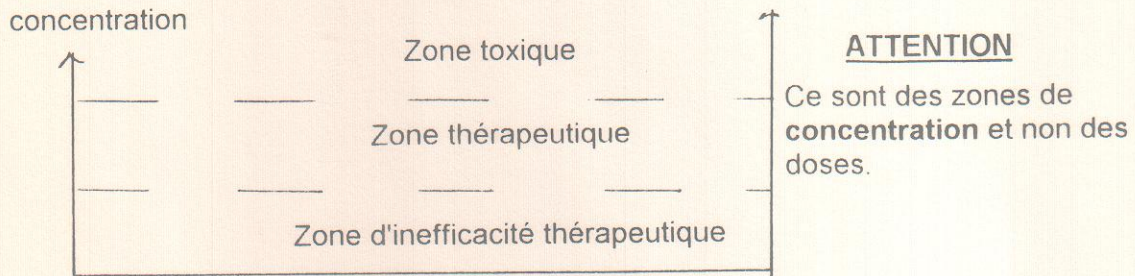 concentration
Zone toxique
ATTENTION
Ce sont des zones de
concentration et non des
doses.
Zone thérapeutique
Zone d'inefficacité thérapeutique